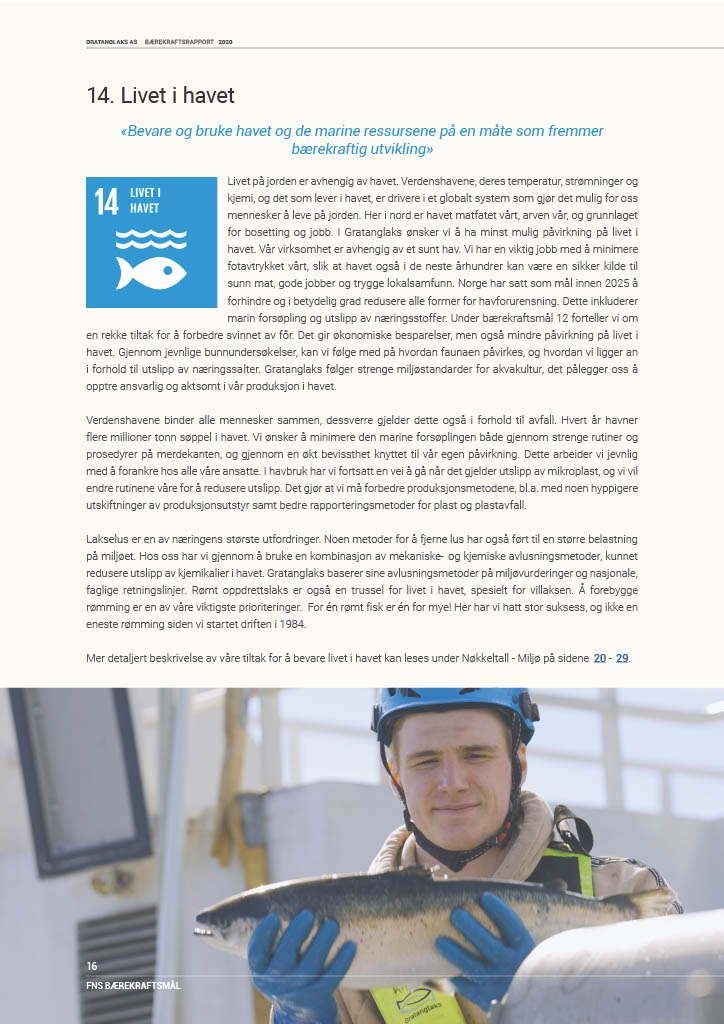 GRATANGLAKS AS BÆREKRAFTSRAPPORT 2020
14. Livet i havet
«Bevare og bruke havet og de marine ressursene på en måte som fremmer
bærekraftig utvikling»
14 LIVET I
HAVET
Livet på jorden er avhengig av havet. Verdenshavene, deres temperatur, strømninger og
kjemi, og det som lever i havet, er drivere i et globalt system som gjør det mulig for oss
mennesker å leve på jorden. Her i nord er havet matfatet vårt, arven vår, og grunnlaget
for bosetting og jobb. I Gratanglaks ønsker vi å ha minst mulig påvirkning på livet i
havet. Vår virksomhet er avhengig av et sunt hav. Vi har en viktig jobb med å minimere
fotavtrykket vårt, slik at havet også i de neste århundrer kan være en sikker kilde til
sunn mat, gode jobber og trygge lokalsamfunn. Norge har satt som mål innen 2025 å
forhindre og i betydelig grad redusere alle former for havforurensning. Dette inkluderer
marin forsøpling og utslipp av næringsstoffer. Under bærekraftsmål 12 forteller vi om
en rekke tiltak for å forbedre svinnet av fôr. Det gir økonomiske besparelser, men også mindre påvirkning på livet i
havet. Gjennom jevnlige bunnundersøkelser, kan vi følge med på hvordan faunaen påvirkes, og hvordan vi ligger an
i forhold til utslipp av næringssalter. Gratanglaks følger strenge miljøstandarder for akvakultur, det pålegger oss å
opptre ansvarlig og aktsomt i vår produksjon i havet.
Verdenshavene binder alle mennesker sammen, dessverre gjelder dette også i forhold til avfall. Hvert år havner
flere millioner tonn søppel i havet. Vi ønsker å minimere den marine forsøplingen både gjennom strenge rutiner og
prosedyrer på merdekanten, og gjennom en økt bevissthet knyttet til vår egen påvirkning. Dette arbeider vi jevnlig
med å forankre hos alle våre ansatte. I havbruk har vi fortsatt en vei å gå når det gjelder utslipp av mikroplast, og vi vil
endre rutinene våre for å redusere utslipp. Det gjør at vi må forbedre produksjonsmetodene, bl.a. med noen hyppigere
utskiftninger av produksjonsutstyr samt bedre rapporteringsmetoder for plast og plastavfall.
Lakselus er en av næringens største utfordringer. Noen metoder for å fjerne lus har også ført til en større belastning
på miljøet. Hos oss har vi gjennom å bruke en kombinasjon av mekaniske- og kjemiske avlusningsmetoder, kunnet
redusere utslipp av kjemikalier i havet. Gratanglaks baserer sine avlusningsmetoder på miljøvurderinger og nasjonale,
faglige retningslinjer. Rømt oppdrettslaks er også en trussel for livet i havet, spesielt for villaksen. Å forebygge
rømming er en av våre viktigste prioriteringer. For én rømt fisk er én for mye! Her har vi hatt stor suksess, og ikke en
eneste rømming siden vi startet driften i 1984.
Mer detaljert beskrivelse av våre tiltak for å bevare livet i havet kan leses under Nøkkeltall - Miljø på sidene 20 - 29.
Gratanglaks
16
FNS BÆREKRAFTSMÅL